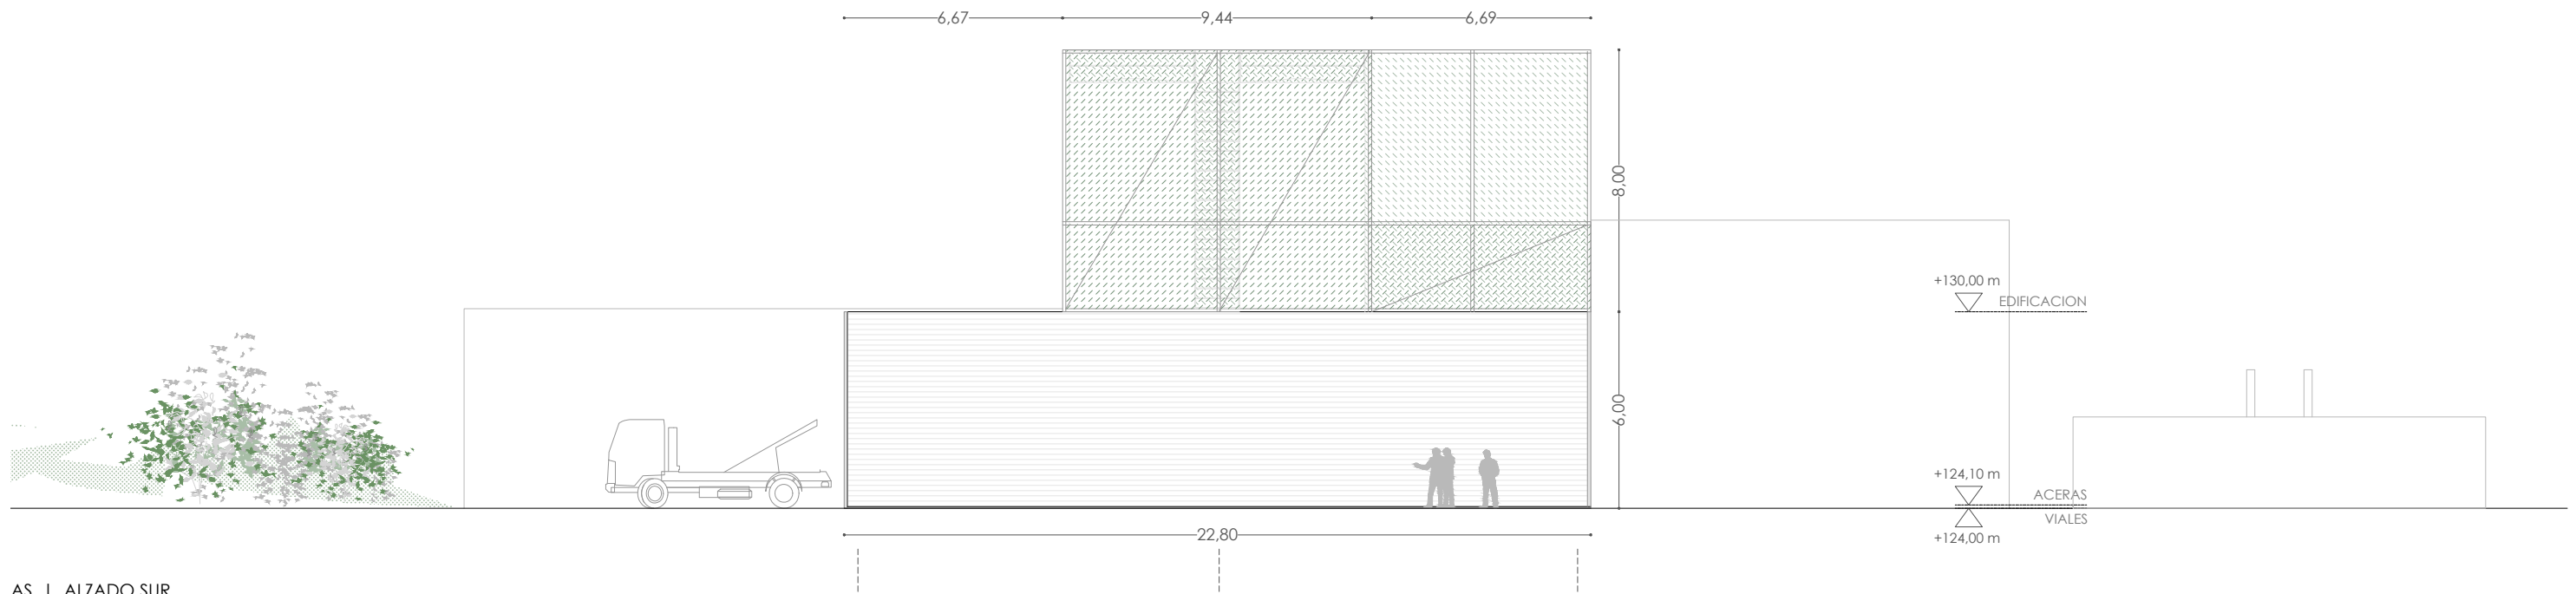 6,67 9,44 6,69
8,00
+130,00 m
EDIFICACION
6,00
+124,10 m
ACERAS
VIALES
+124,00 m
22,80
AS | ALZADO SUR